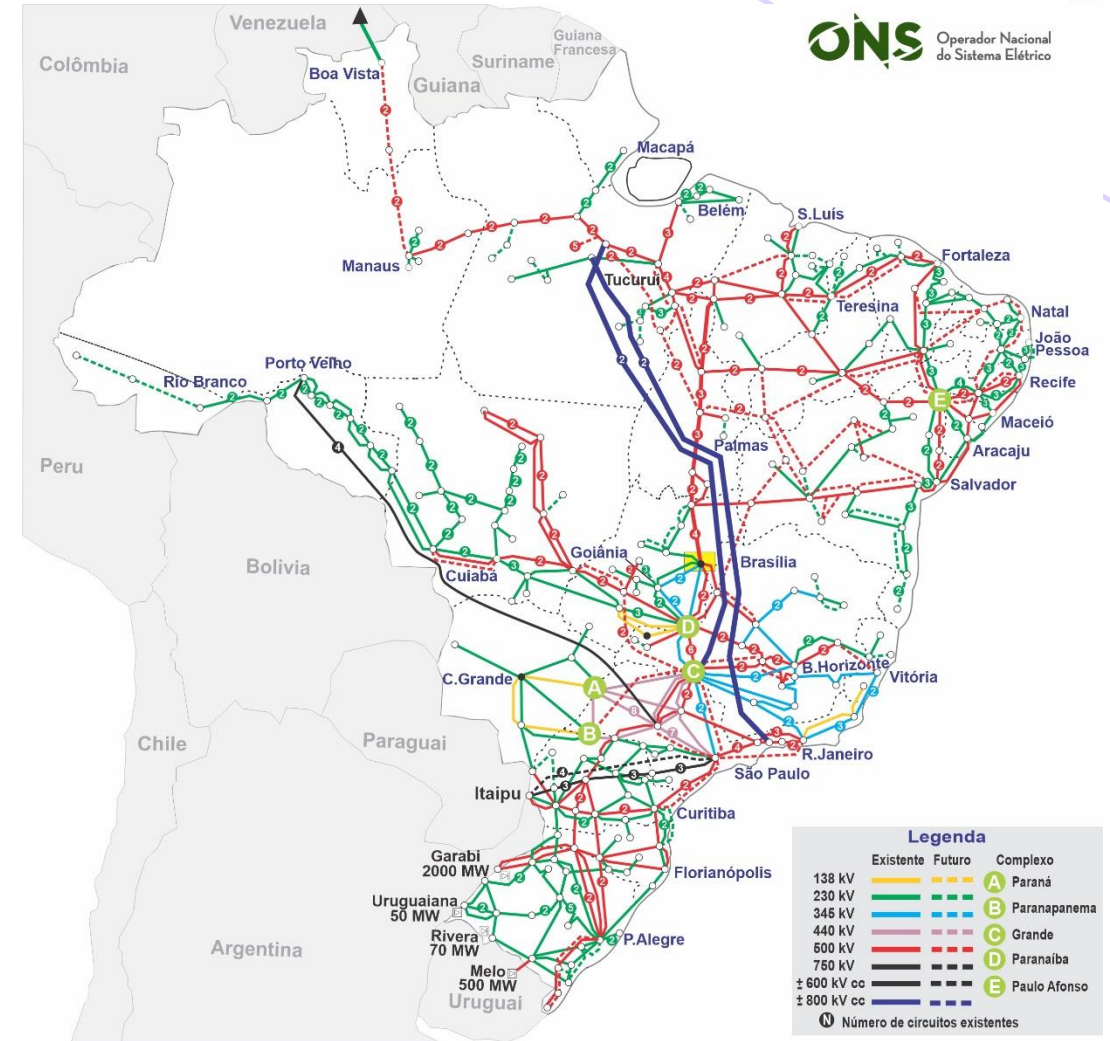 Venezuela
Guiana
Francesa
ONS
Operador Nacional
do Sistema Elétrico
Suriname
Colômbia
Boa Vista
Guiana
Macapá
Belém
S.Luís
Manaus
Fortaleza
Tucuruí
Teresina
Natal
João
Pessoa
Porto Velho
Rio Branco
E
Recife
Maceió
Palmas
Aracaju
Peru
Salvador
Goiânia
Brasília
Bolivia
Cuiabá
D
B.Horizonte
Vitória
C.Grande
A
C
B
Chile
Paraguai
R.Janeiro
São Paulo
Itaipu
Curitiba
Garabi
2000 MW
Florianópolis
Uruguaiana
50 MW
Rivera
70 MW
P.Alegre
Argentina
Melo
500 MW
Uruguai
Legenda
Existente Futuro Complexo
138 kV A Paraná
230 kV
345 kV B Paranapanema
440 kV C Grande
500 kV
750 kV D Paranaíba
± 600 kV cc
± 800 kV cc E Paulo Afonso
N Número de circuitos existentes